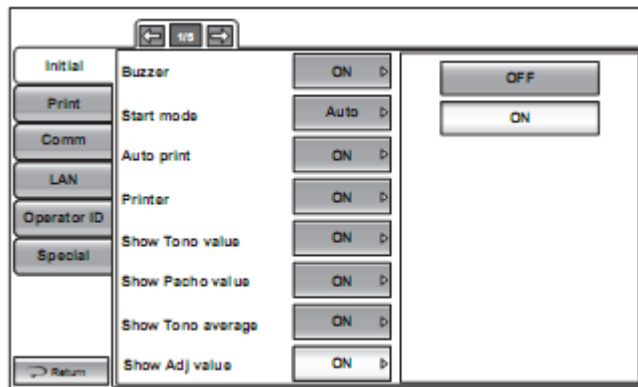 1/5
Initial
Print
Comm
LAN
Operator ID
Special
Return
Buzzer ON
Start mode Auto
Auto print ON
Printer ON
Show Tono value ON
Show Pacho value ON
Show Tono average ON
Show Adj value ON
OFF
ON